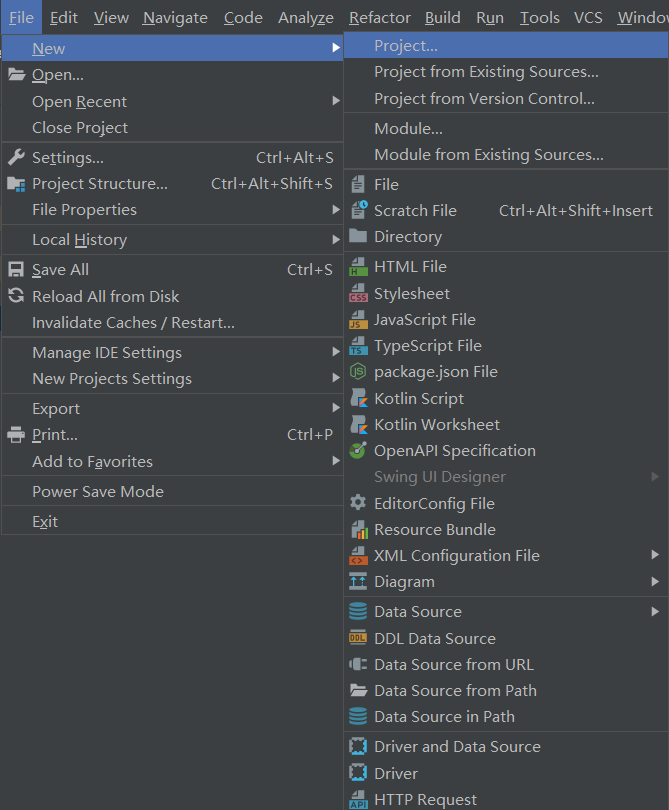 File Edit View Navigate Code Analyze Refactor Build Run Tools VCS Window
New
Open...
Open Recent
Close Project
Settings... Ctrl+Alt+S
Project Structure... Ctrl+Alt+Shift+S
File Properties
Local History
Save All Ctrl+S
Reload All from Disk
Invalidate Caches / Restart...
Manage IDE Settings
New Projects Settings
Export
Print... Ctrl+P
Add to Favorites
Power Save Mode
Exit
Project...
Project from Existing Sources...
Project from Version Control...
Module...
Module from Existing Sources...
File
Scratch File Ctrl+Alt+Shift+Insert
Directory
H HTML File
CSS Stylesheet
JS JavaScript File
TS TypeScript File
JS package.json File
Kotlin Script
Kotlin Worksheet
OpenAPI Specification
Swing UI Designer
EditorConfig File
Resource Bundle
<> XML Configuration File
Diagram
Data Source
DDL DDL Data Source
Data Source from URL
Data Source from Path
Data Source in Path
Driver and Data Source
Driver
API HTTP Request